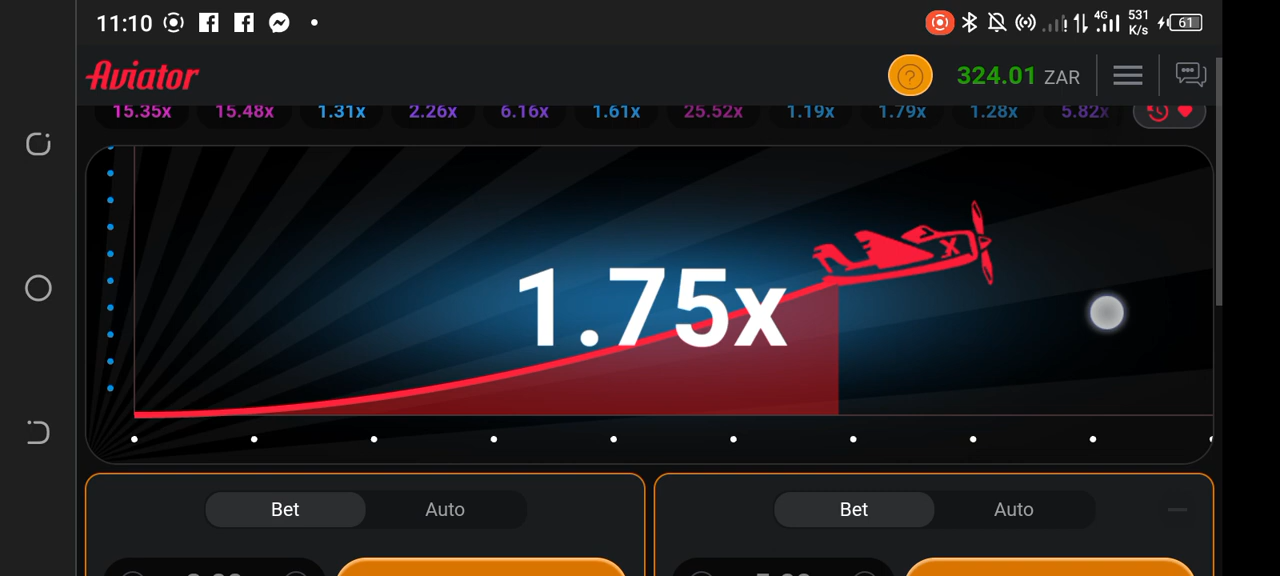 11:10 4G 531 K/s 61
Aviator 324.01 ZAR
15.35x 15.48x 1.31x 2.26x 6.16x 1.61x 25.52x 1.19x 1.79x 1.28x 5.82x
X
1.75x
Bet Auto Bet Auto